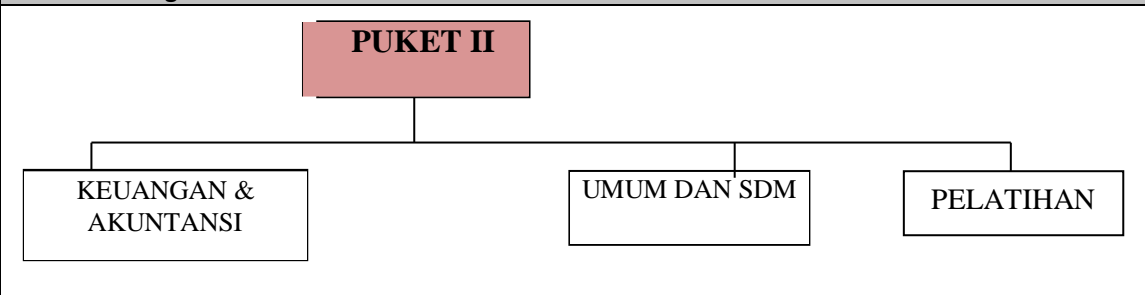 PUKET II
KEUANGAN &
AKUNTANSI
UMUM DAN SDM
PELATIHAN